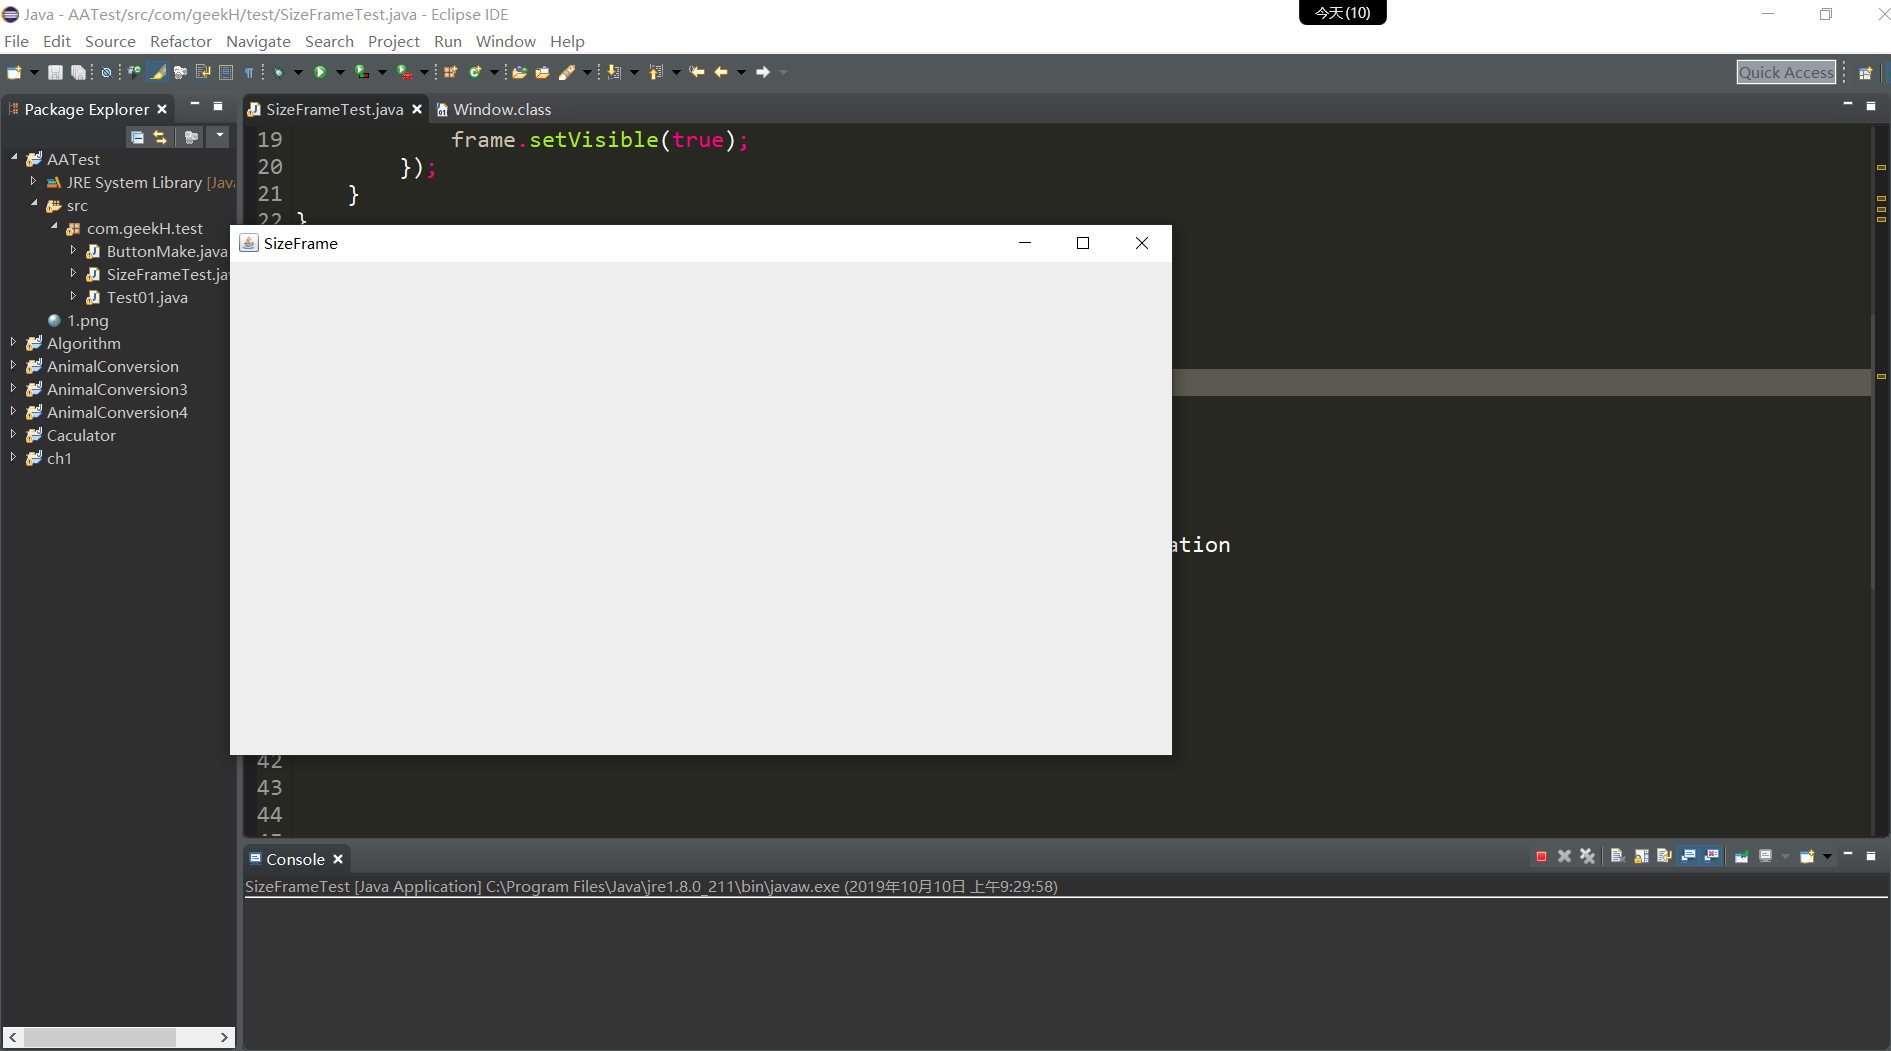 Java - AATest/src/com/geekH/test/SizeFrameTest.java - Eclipse IDE
今天(10)
File Edit Source Refactor Navigate Search Project Run Window Help
Quick Access
Package Explorer
SizeFrameTest.java
Window.class
AATest
JRE System Library [Java
src
com.geekH.test
ButtonMake.java
SizeFrameTest.jav
Test01.java
1.png
Algorithm
AnimalConversion
AnimalConversion3
AnimalConversion4
Caculator
ch1
19 frame.setVisible(true);
20 });
21 }
22 }
SizeFrame
ation
42
43
44
Console
SizeFrameTest [Java Application] C:\Program Files\Java\jre1.8.0_211\bin\javaw.exe (2019年10月10日 上午9:29:58)